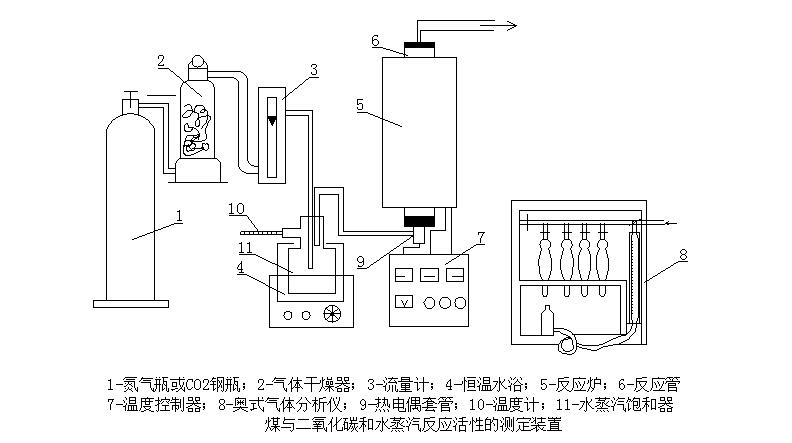 2
3
6
5
1
10
11
4
9
7
8
V
1-氮气瓶或CO2钢瓶；2-气体干燥器；3-流量计；4-恒温水浴；5-反应炉；6-反应管
7-温度控制器；8-奥式气体分析仪；9-热电偶套管；10-温度计；11-水蒸汽饱和器
煤与二氧化碳和水蒸汽反应活性的测定装置